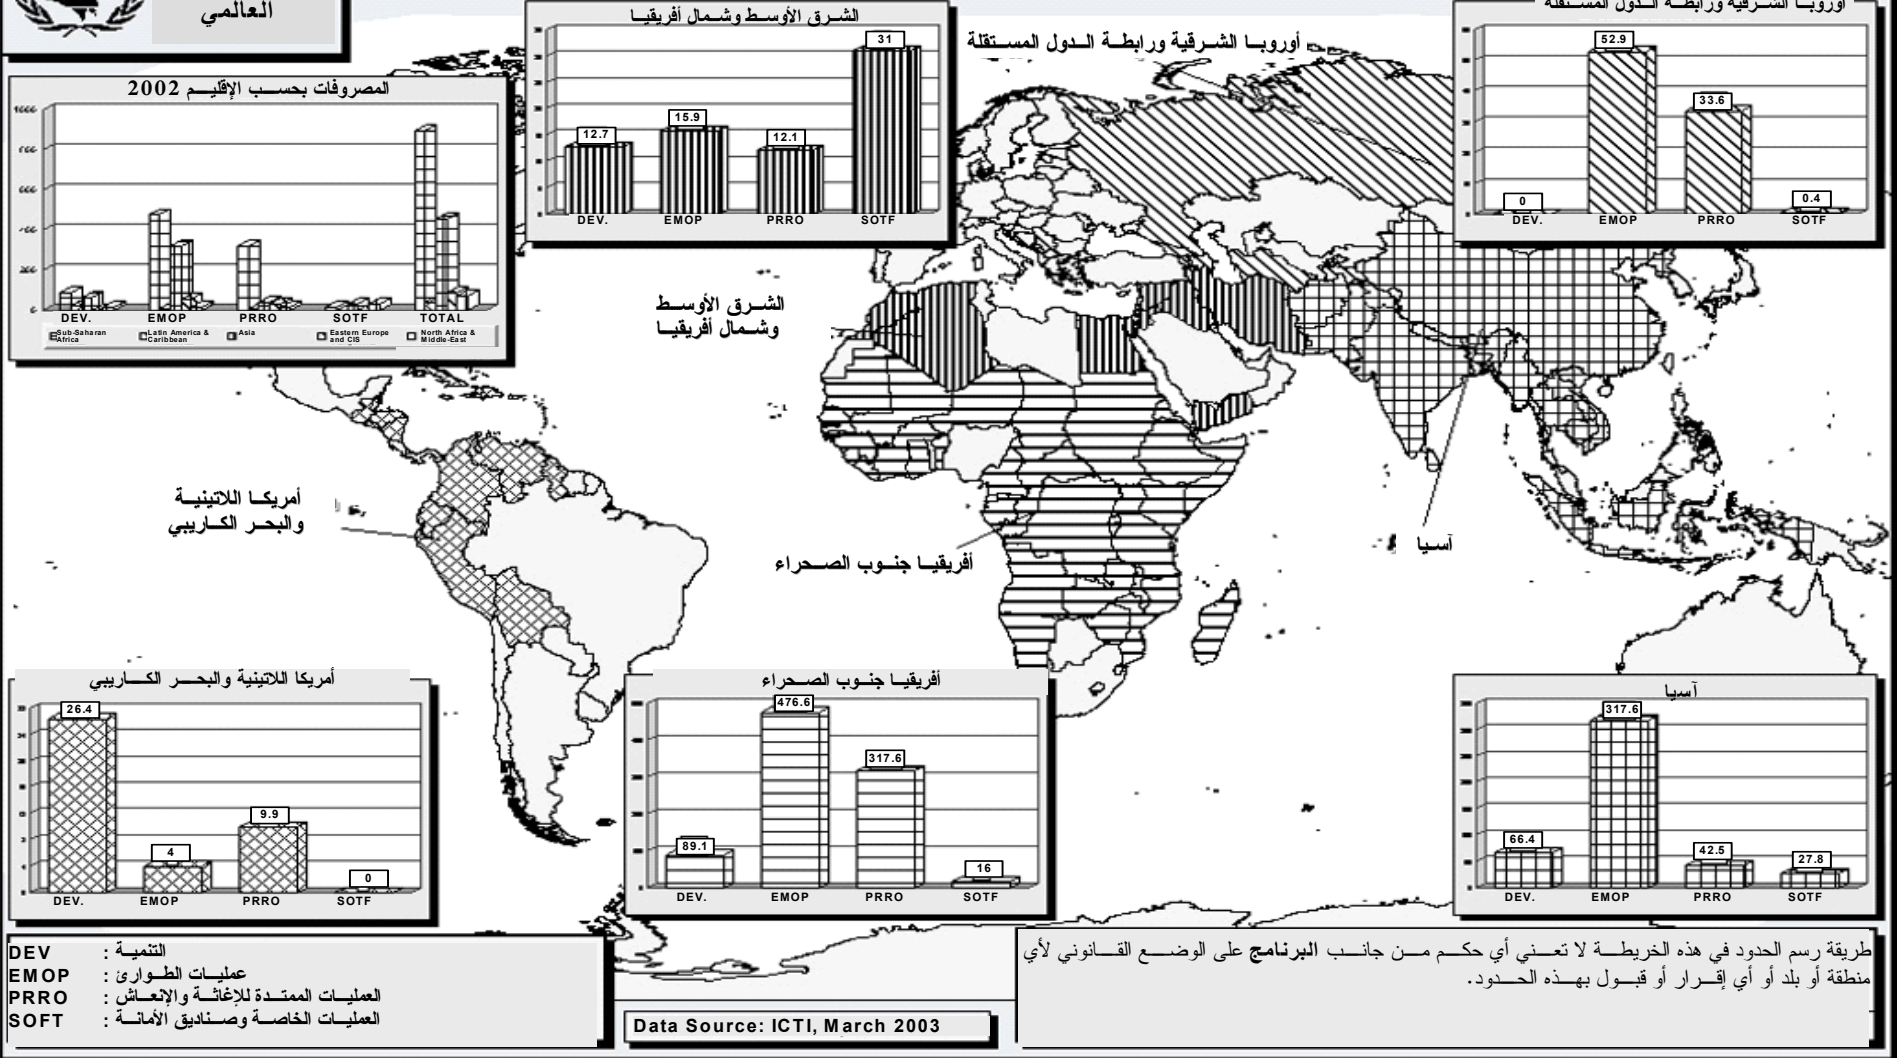 العالمي
المصروفات بحسب الإقليم 2002
DEV. EMOP PRRO SOTF TOTAL
Sub-Saharan Africa
Latin America & Caribbean
Asia
Eastern Europe and CIS
North Africa & Middle-East
الشرق الأوسط وشمال أفريقيا
12.7 15.9 12.1 31
DEV. EMOP PRRO SOTF
أوروبا الشرقية ورابطة الدول المستقلة
أوروبا الشرقية ورابطة الدول المستقلة
0 52.9 33.6 0.4
DEV. EMOP PRRO SOTF
الشرق الأوسط
وشمال أفريقيا
أمريكا اللاتينية
والبحر الكاريبي
أفريقيا جنوب الصحراء
آسيا
أمريكا اللاتينية والبحر الكاريبي
26.4 4 9.9 0
DEV. EMOP PRRO SOTF
أفريقيا جنوب الصحراء
89.1 476.6 317.6 16
DEV. EMOP PRRO SOTF
آسيا
66.4 317.6 42.5 27.8
DEV. EMOP PRRO SOTF
DEV : التنمية
EMOP : عمليات الطوارئ
PRRO : العمليات الممتدة للإغاثة والإنعاش
SOFT : العمليات الخاصة وصناديق الأمانة
Data Source: ICTI, March 2003
طريقة رسم الحدود في هذه الخريطة لا تعني أي حكم من جانب البرنامج على الوضع القانوني لأي
منطقة أو بلد أو أي إقرار أو قبول بهذه الحدود.